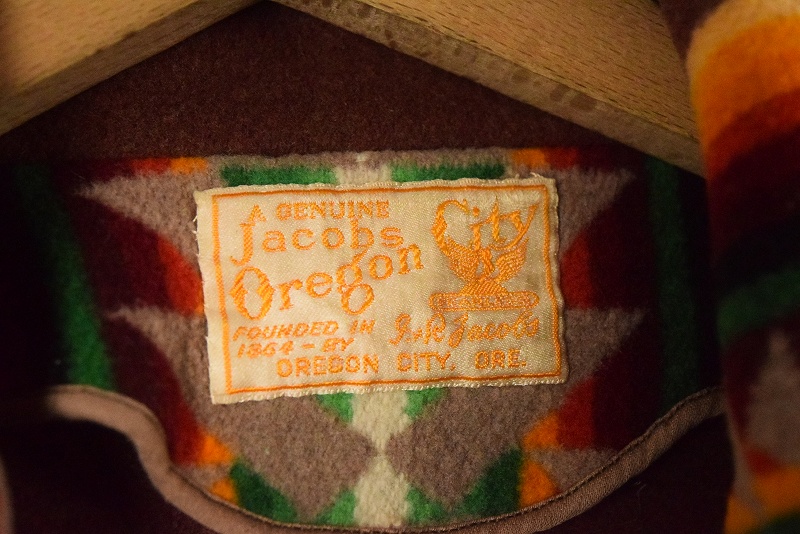 A GENUINE
Jacobs
Oregon
City
FOUNDED IN
1864 - BY
I & R Jacobs
OREGON CITY, ORE.